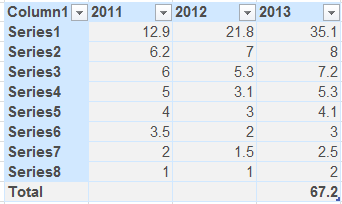 Column1 2011 2012 2013
Series1 12.9 21.8 35.1
Series2 6.2 7 8
Series3 6 5.3 7.2
Series4 5 3.1 5.3
Series5 4 3 4.1
Series6 3.5 2 3
Series7 2 1.5 2.5
Series8 1 1 2
Total 67.2